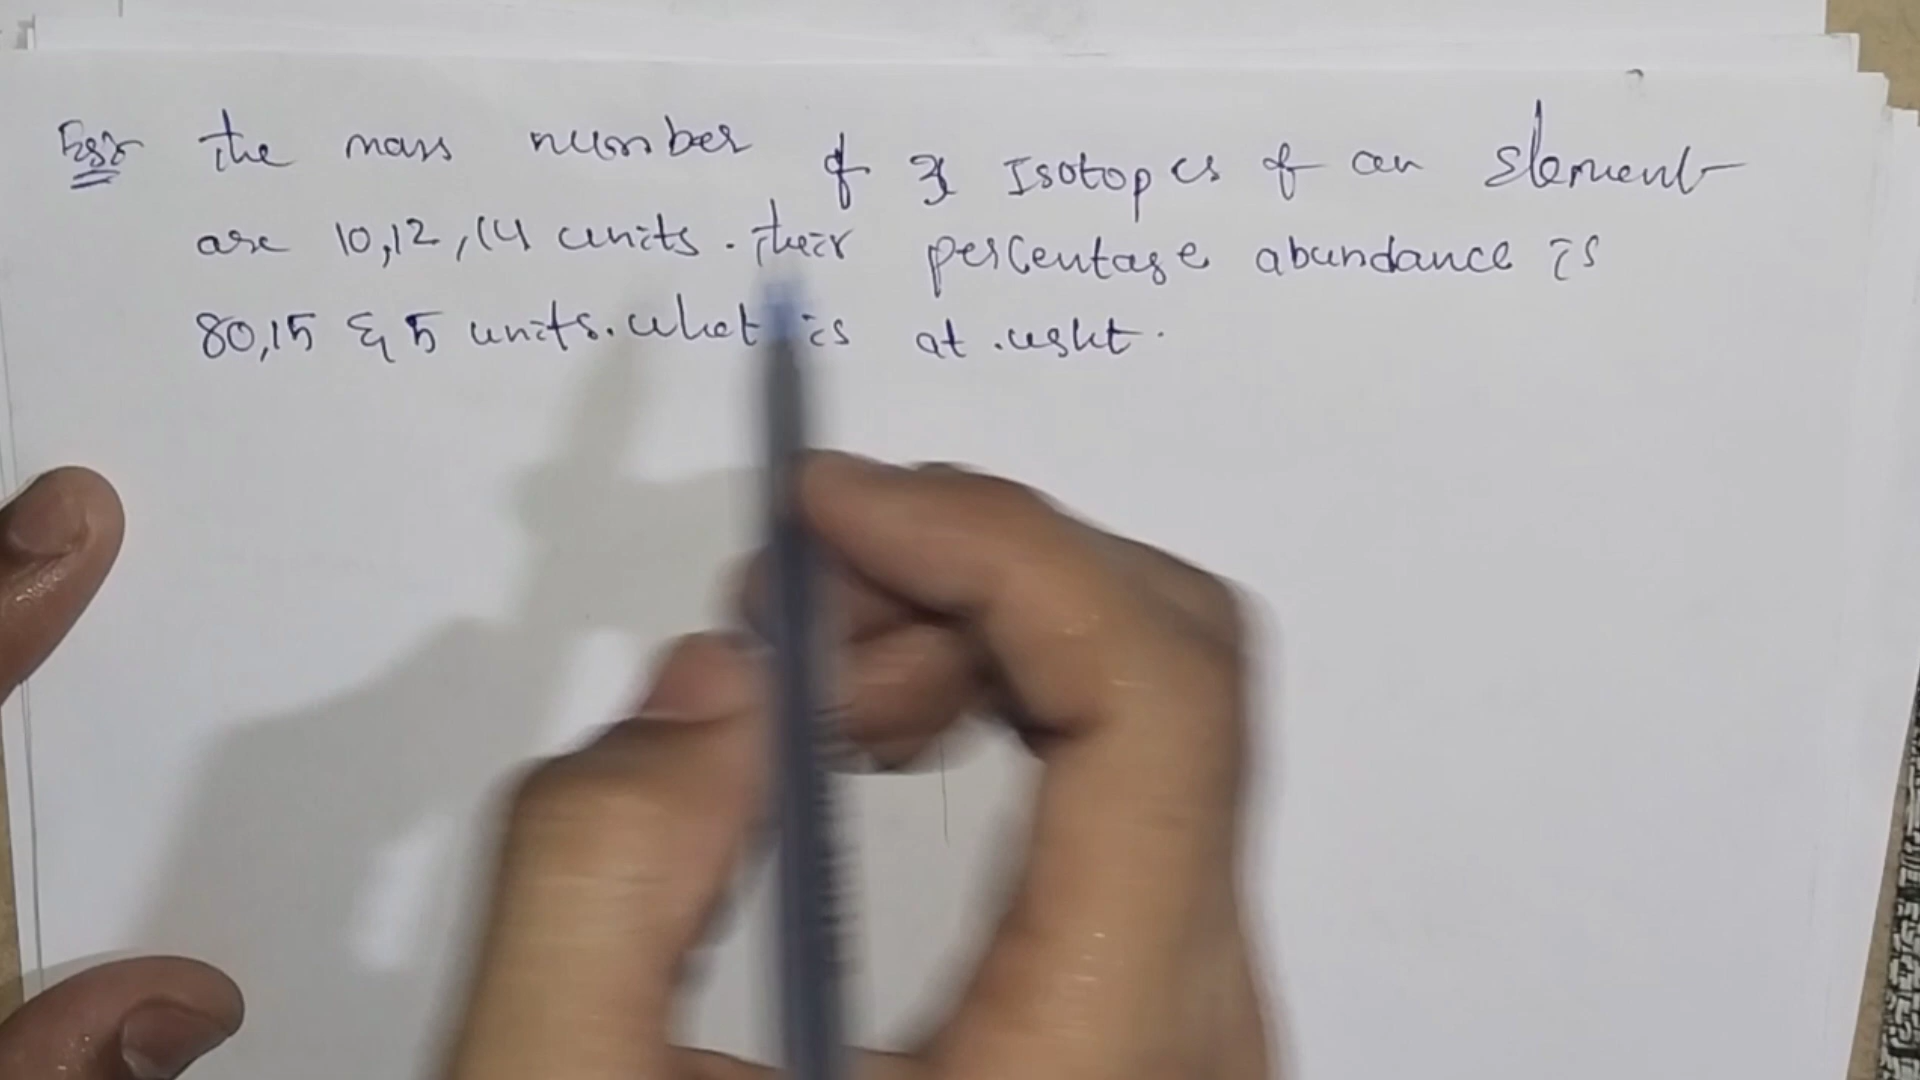 Eg:- The mass number of 3 Isotopes of an Element
are 10,12,14 units. Their percentage abundance is
80,15 & 5 units. What is at. wght.